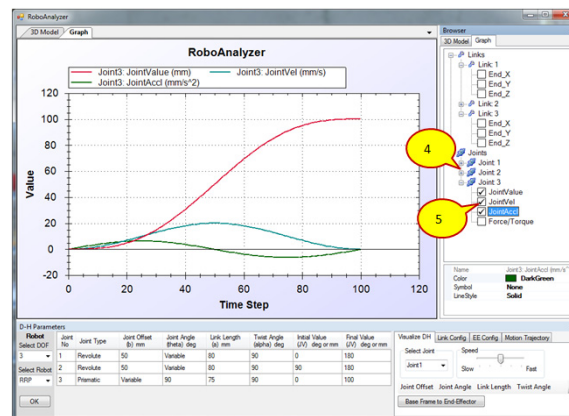 RoboAnalyzer
3D Model Graph
RoboAnalyzer
Joint3: JointValue (mm) Joint3: JointVel (mm/s)
Joint3: JointAccl (mm/s^2)
120
100
80
60
40
20
0
-20
Value
0 20 40 60 80 100 120
Time Step
Browser
3D Model Graph
Links
Link: 1
End_X
End_Y
End_Z
Link: 2
Link: 3
End_X
End_Y
End_Z
Joints
Joint 1
Joint 2
Joint 3
JointValue
JointVel
JointAccl
Force/Torque
4
5
Name Joint3: JointAccl (mm/s^
Color DarkGreen
Symbol None
LineStyle Solid
D-H Parameters
Robot
Select DOF
3
Select Robot
RRP
OK
Joint No Joint Type Joint Offset (b) mm Joint Angle (theta) deg Link Length (a) mm Twist Angle (alpha) deg Initial Value (JV) deg or mm Final Value (JV) deg or mm
1 Revolute 50 Variable 80 90 0 180
2 Revolute 50 Variable 80 90 90 180
3 Prismatic Variable 90 75 90 0 100
Visualize DH Link Config EE Config Motion Trajectory
Select Joint
Joint1
Speed
Slow Fast
Joint Offset Joint Angle Link Length Twist Angle
Base Frame to End-Effector